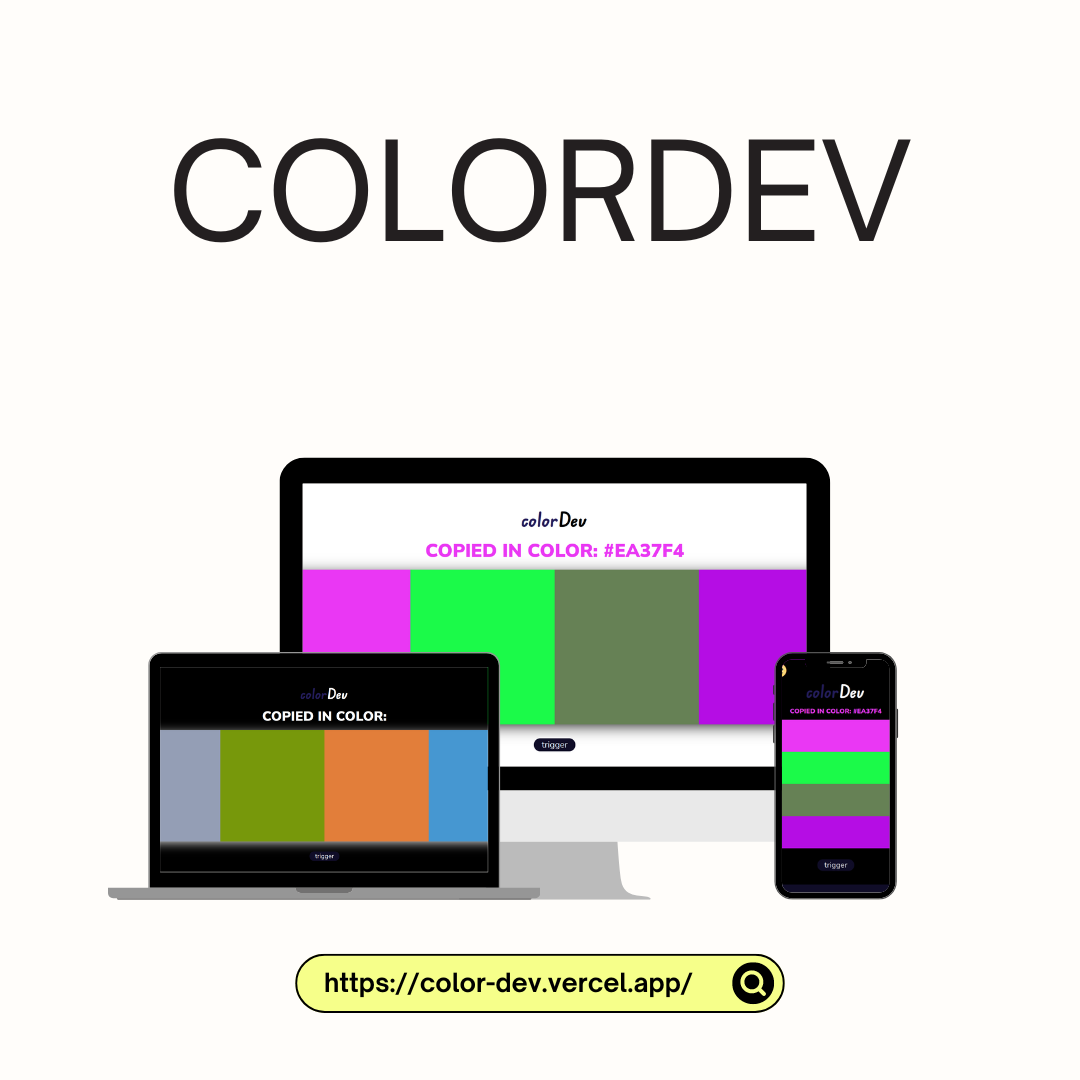 COLORDEV
colorDev
COPIED IN COLOR: #EA37F4
trigger
colorDev
COPIED IN COLOR:
trigger
colorDev
COPIED IN COLOR: #EA37F4
trigger
https://color-dev.vercel.app/